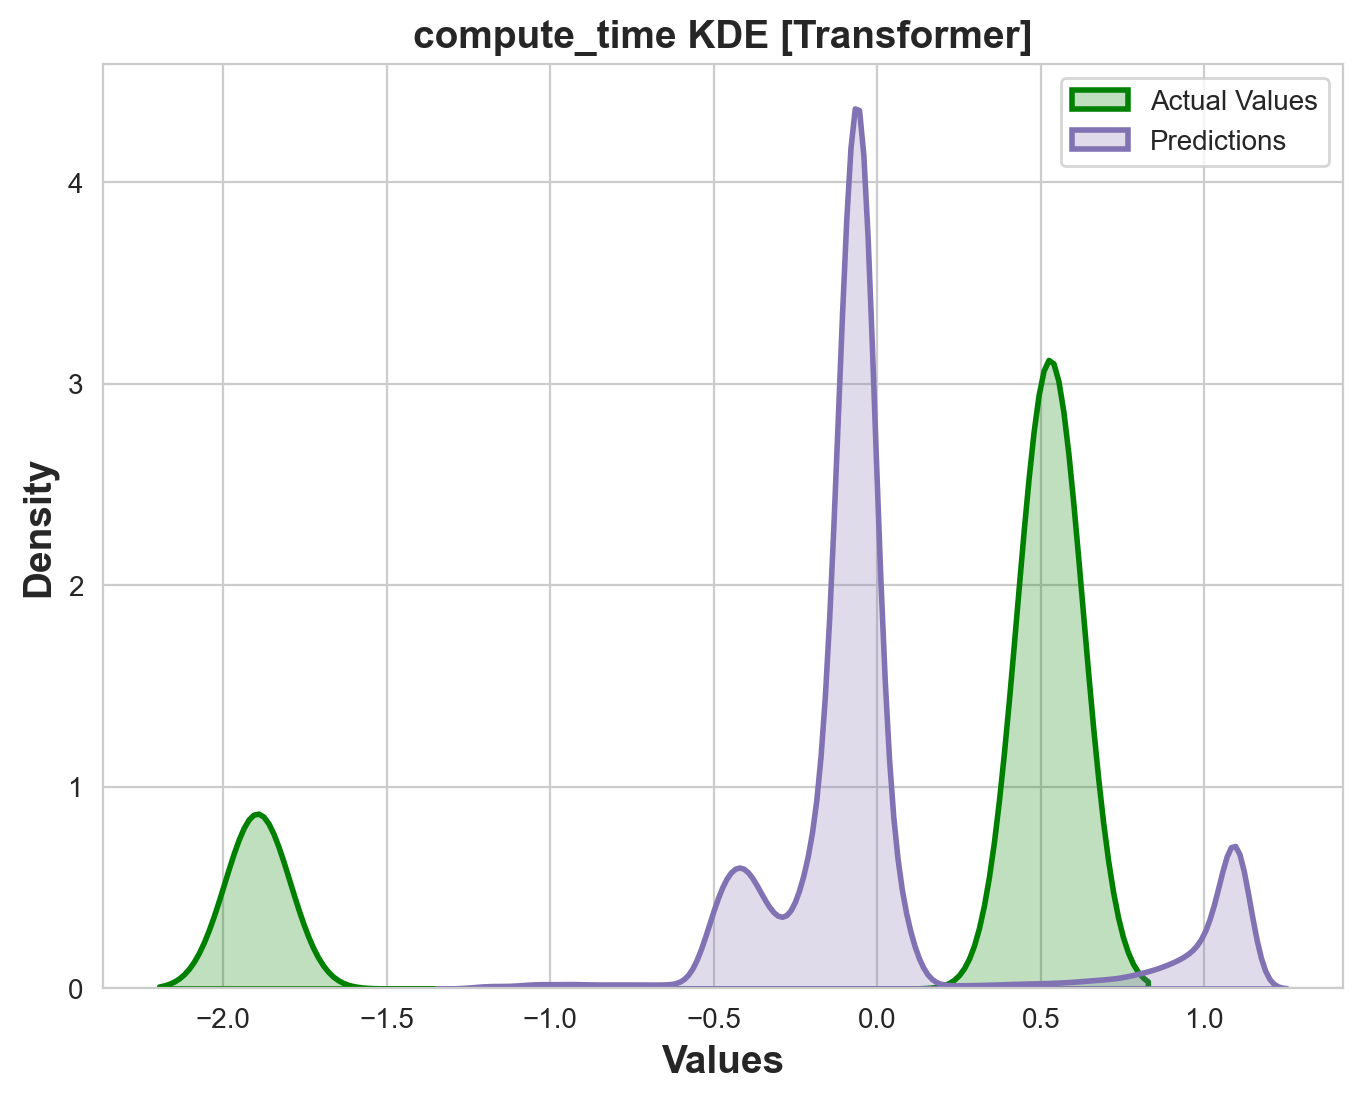 compute_time KDE [Transformer]
Actual Values
Predictions
Density
4
3
2
1
0
−2.0 −1.5 −1.0 −0.5 0.0 0.5 1.0
Values